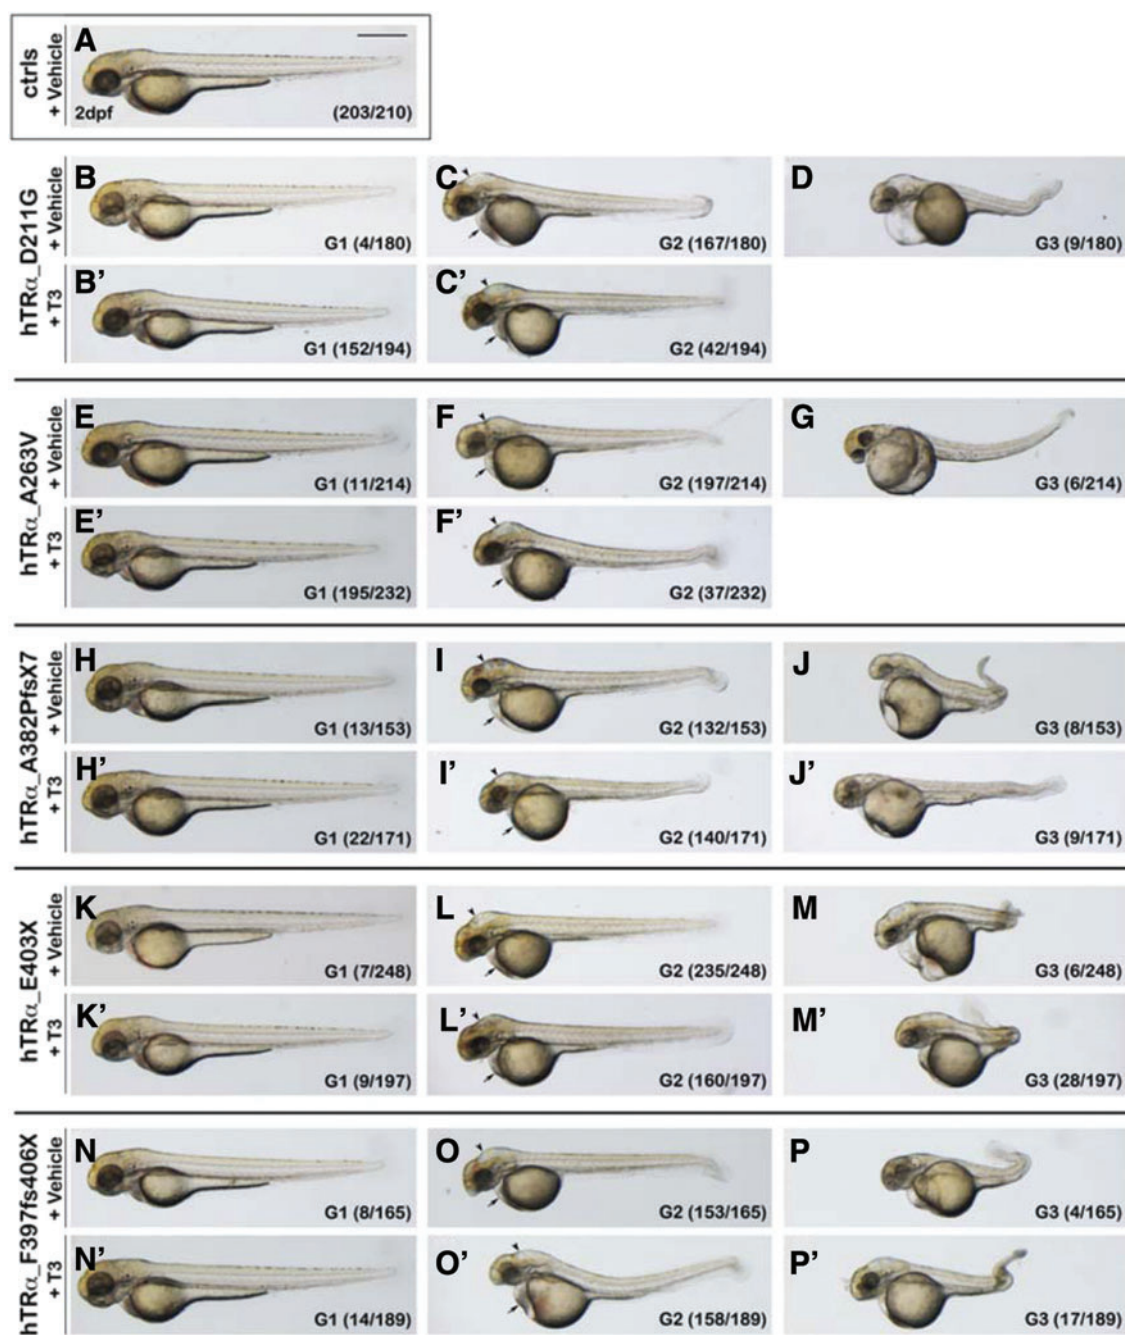 ctrls
+ Vehicle
A
2dpf
(203/210)
hTRα_D211G
+ Vehicle
B
G1 (4/180)
C
G2 (167/180)
D
G3 (9/180)
+ T3
B’
G1 (152/194)
C’
G2 (42/194)
hTRα_A263V
+ Vehicle
E
G1 (11/214)
F
G2 (197/214)
G
G3 (6/214)
+ T3
E’
G1 (195/232)
F’
G2 (37/232)
hTRα_A382PfsX7
+ Vehicle
H
G1 (13/153)
I
G2 (132/153)
J
G3 (8/153)
+ T3
H’
G1 (22/171)
I’
G2 (140/171)
J’
G3 (9/171)
hTRα_E403X
+ Vehicle
K
G1 (7/248)
L
G2 (235/248)
M
G3 (6/248)
+ T3
K’
G1 (9/197)
L’
G2 (160/197)
M’
G3 (28/197)
hTRα_F397fs406X
+ Vehicle
N
G1 (8/165)
O
G2 (153/165)
P
G3 (4/165)
+ T3
N’
G1 (14/189)
O’
G2 (158/189)
P’
G3 (17/189)